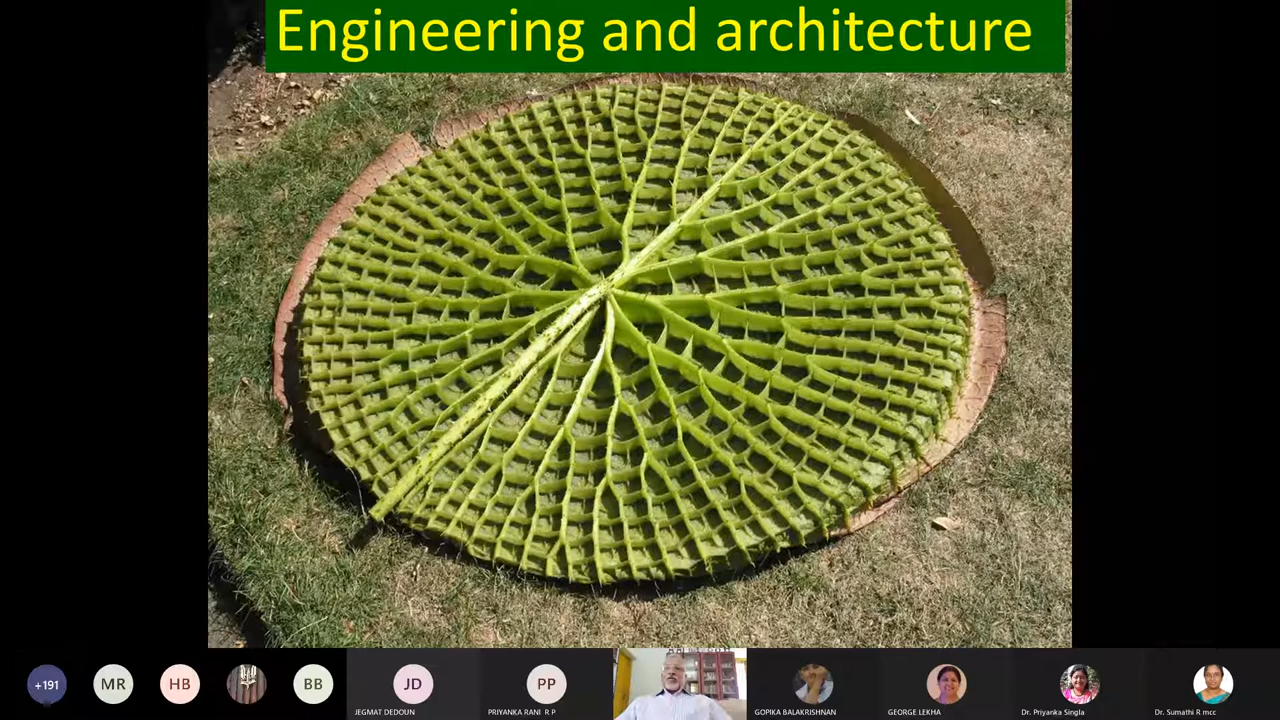 Engineering and architecture
+191
MR
HB
BB
JD
PP
JEGMAT DEDOUN
PRIYANKA RANI R P
GOPIKA BALAKRISHNAN
GEORGE LEKHA
Dr. Priyanka Singla
Dr. Sumathi R mcc